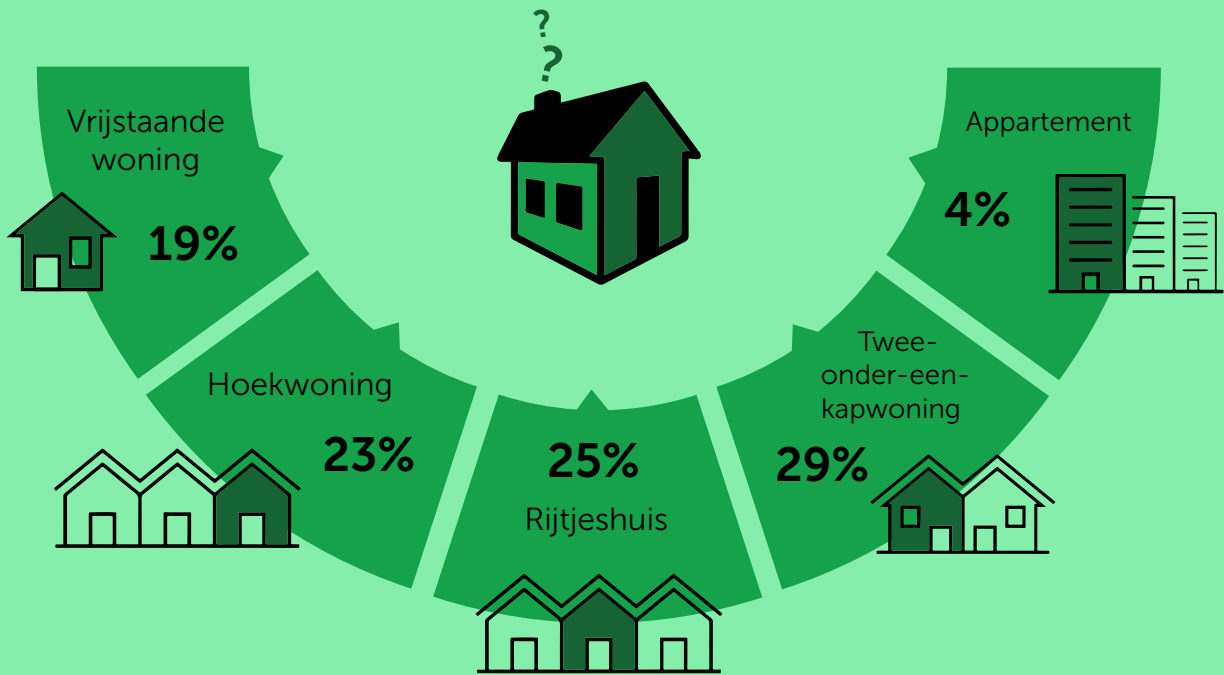 ?
?
Vrijstaande
woning
19%
Hoekwoning
23%
25%
Rijtjeshuis
Twee-
onder-een-
kapwoning
29%
Appartement
4%